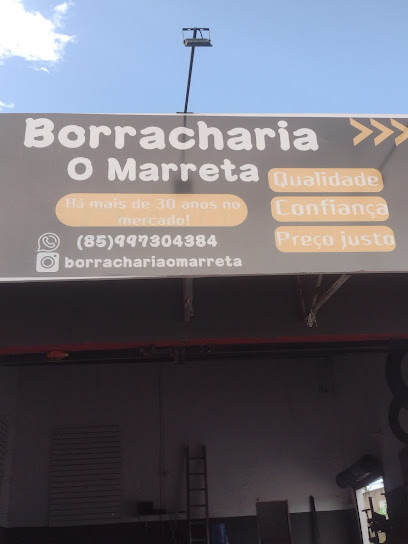 Borracharia
O Marreta
Há mais de 30 anos no
mercado!
(85)997304384
borrachariaomarreta
Qualidade
Confiança
Preço justo